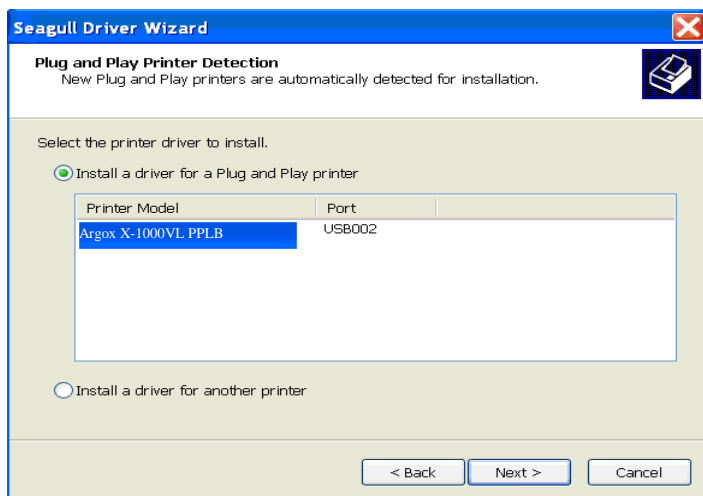 Seagull Driver Wizard
Plug and Play Printer Detection
New Plug and Play printers are automatically detected for installation.
Select the printer driver to install.
Install a driver for a Plug and Play printer
Printer Model Port
Argox X-1000VL PPLB USB002
Install a driver for another printer
< Back Next > Cancel